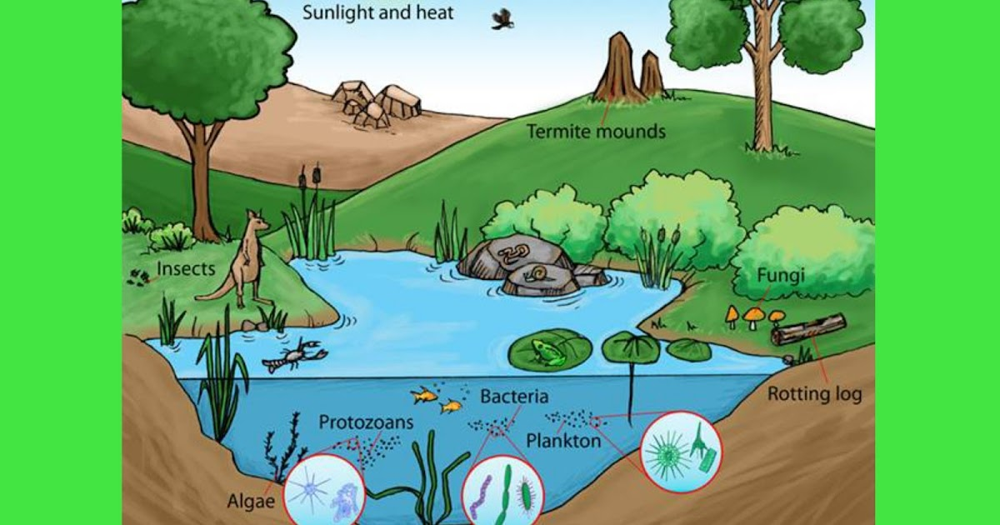 Sunlight and heat
Termite mounds
Insects
Fungi
Rotting log
Bacteria
Protozoans
Plankton
Algae